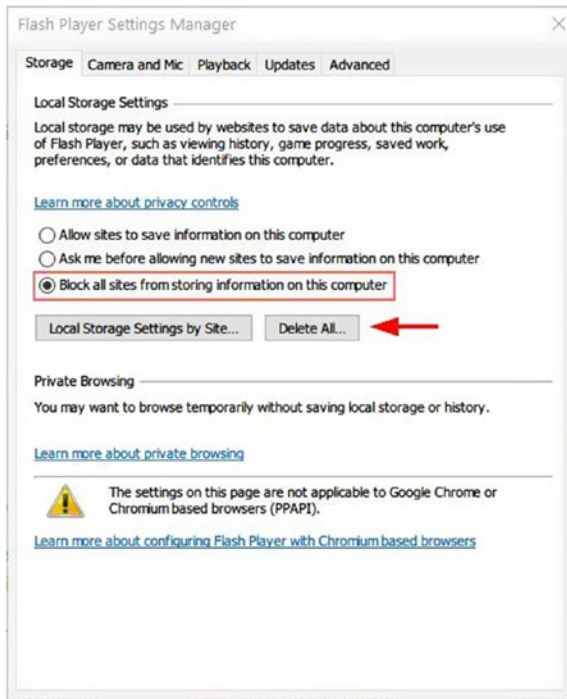 Flash Player Settings Manager
Storage Camera and Mic Playback Updates Advanced
Local Storage Settings
Local storage may be used by websites to save data about this computer's use
of Flash Player, such as viewing history, game progress, saved work,
preferences, or data that identifies this computer.
Learn more about privacy controls
Allow sites to save information on this computer
Ask me before allowing new sites to save information on this computer
Block all sites from storing information on this computer
Local Storage Settings by Site... Delete All...
Private Browsing
You may want to browse temporarily without saving local storage or history.
Learn more about private browsing
The settings on this page are not applicable to Google Chrome or
Chromium based browsers (PPAPI).
Learn more about configuring Flash Player with Chromium based browsers